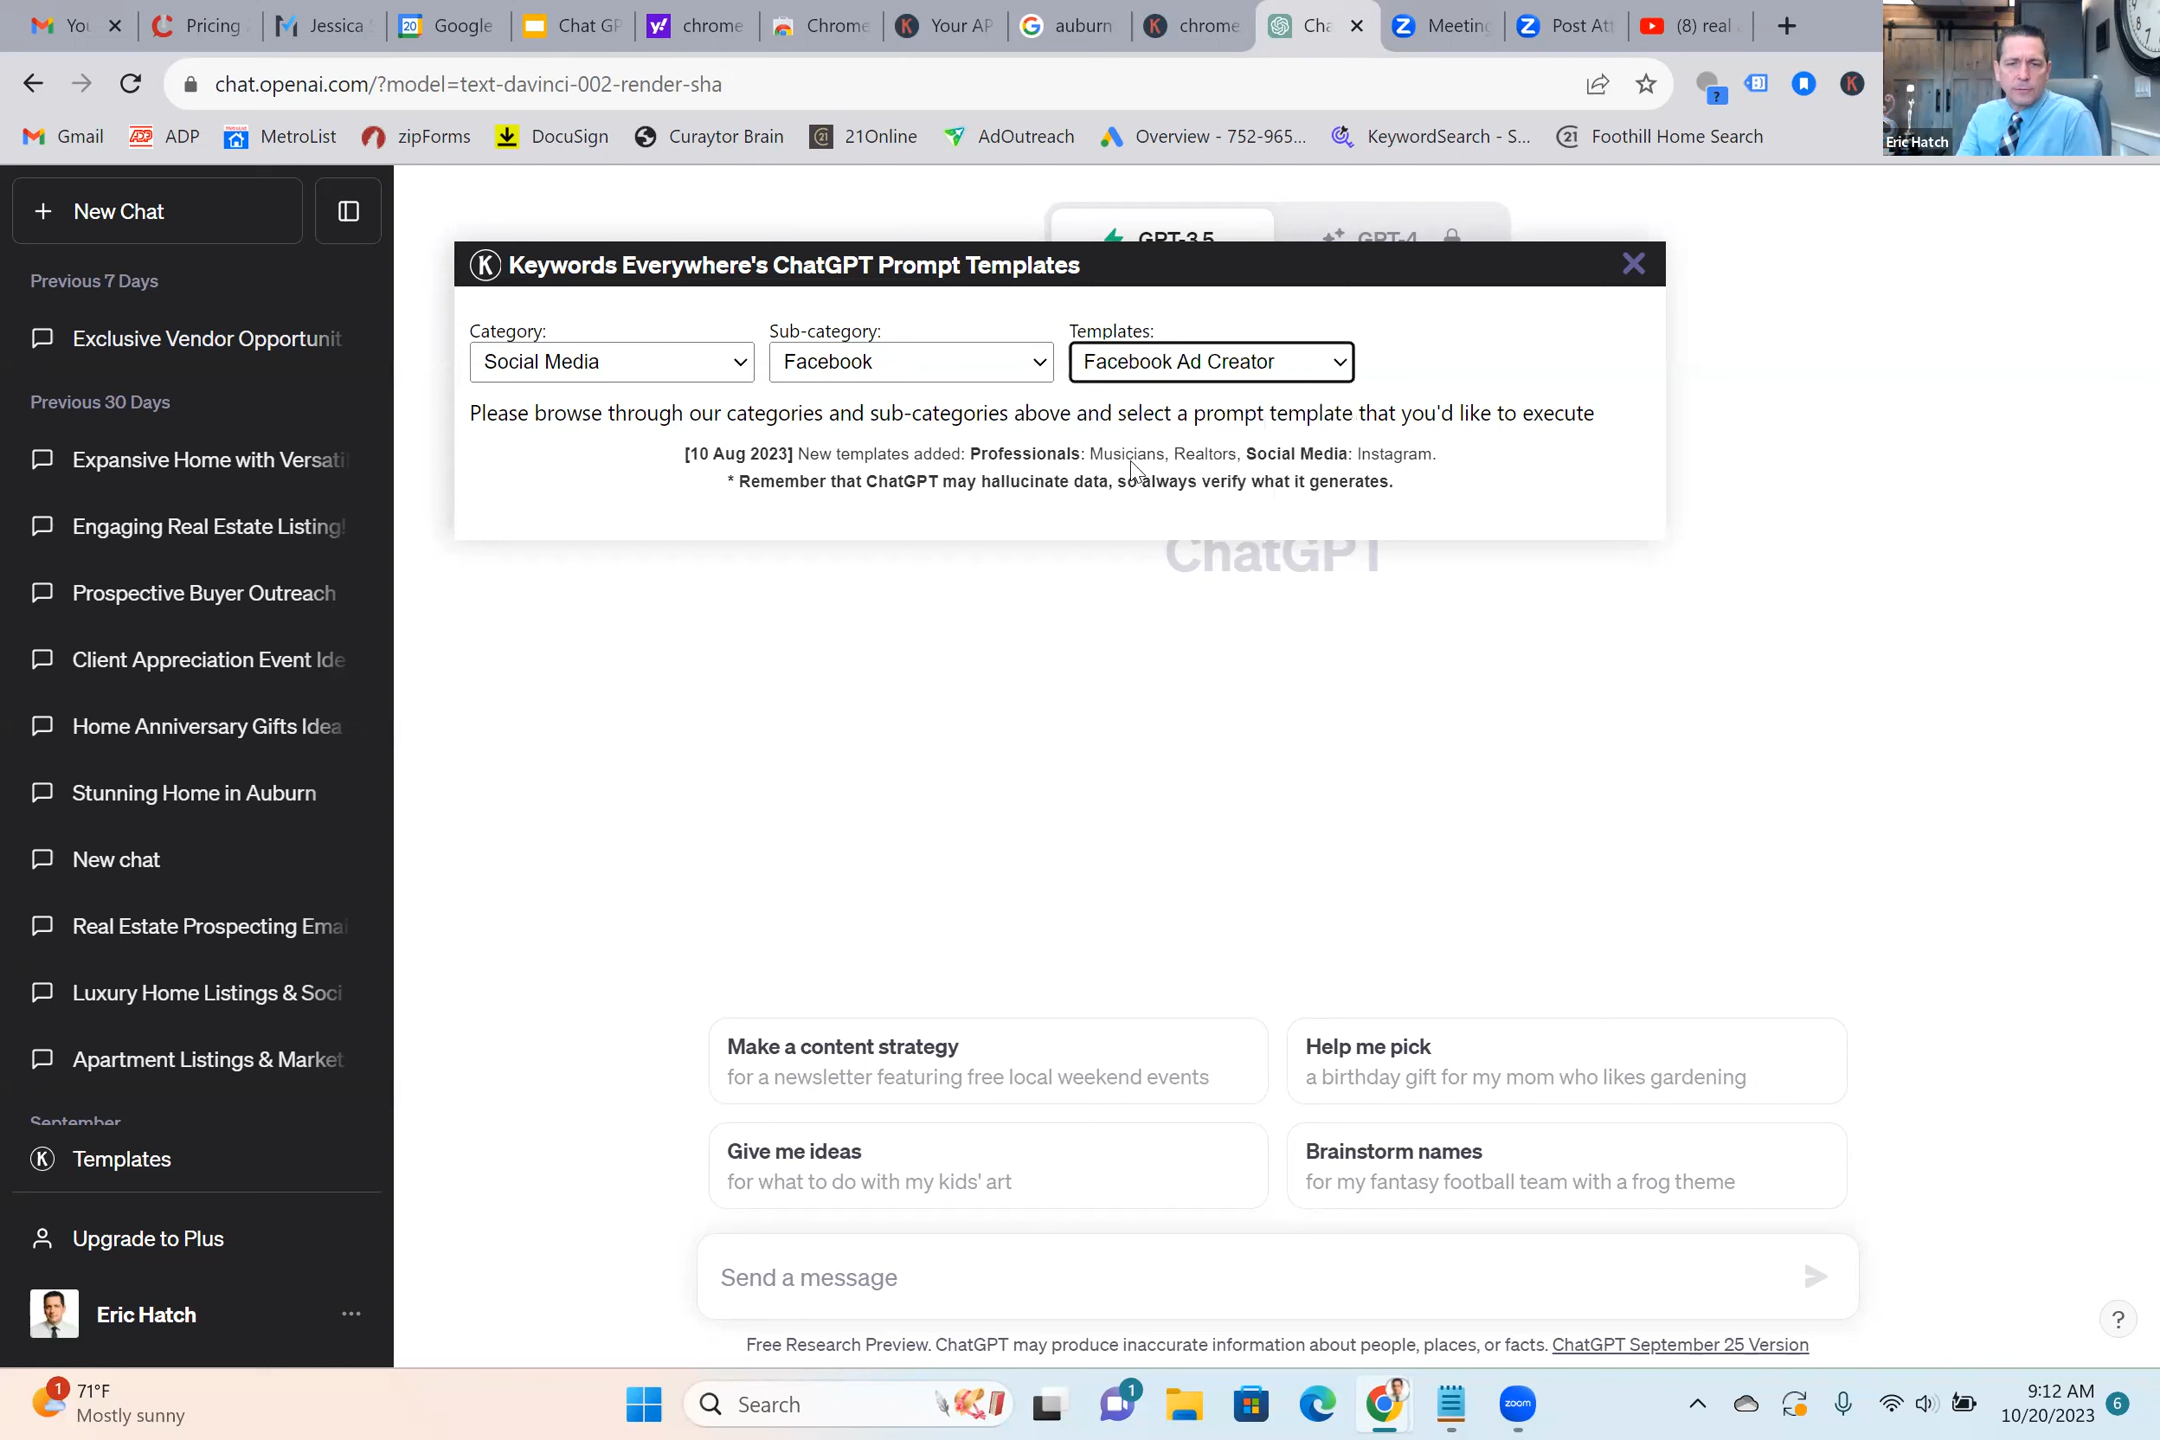 You
Pricing
Jessica
20
Google
Chat GP
chrome
Chrome
Your AP
auburn
chrome
Cha
Meeting
Post Att
(8) real
chat.openai.com/?model=text-davinci-002-render-sha
Gmail
ADP
MetroList
zipForms
DocuSign
Curaytor Brain
21Online
AdOutreach
Overview - 752-965...
KeywordSearch - S...
Foothill Home Search
Eric Hatch
New Chat
Previous 7 Days
Exclusive Vendor Opportunit
Previous 30 Days
Expansive Home with Versati
Engaging Real Estate Listing!
Prospective Buyer Outreach
Client Appreciation Event Ide
Home Anniversary Gifts Idea
Stunning Home in Auburn
New chat
Real Estate Prospecting Emai
Luxury Home Listings & Soci
Apartment Listings & Market
September
Templates
Upgrade to Plus
Eric Hatch
GPT-3.5
GPT-4
K Keywords Everywhere's ChatGPT Prompt Templates
Category:
Sub-category:
Templates:
Social Media
Facebook
Facebook Ad Creator
Please browse through our categories and sub-categories above and select a prompt template that you'd like to execute
[10 Aug 2023] New templates added: Professionals: Musicians, Realtors, Social Media: Instagram.
* Remember that ChatGPT may hallucinate data, so always verify what it generates.
ChatGPT
Make a content strategy
for a newsletter featuring free local weekend events
Help me pick
a birthday gift for my mom who likes gardening
Give me ideas
for what to do with my kids' art
Brainstorm names
for my fantasy football team with a frog theme
Send a message
Free Research Preview. ChatGPT may produce inaccurate information about people, places, or facts. ChatGPT September 25 Version
?
1
71°F
Mostly sunny
Search
1
zoom
9:12 AM
10/20/2023
6